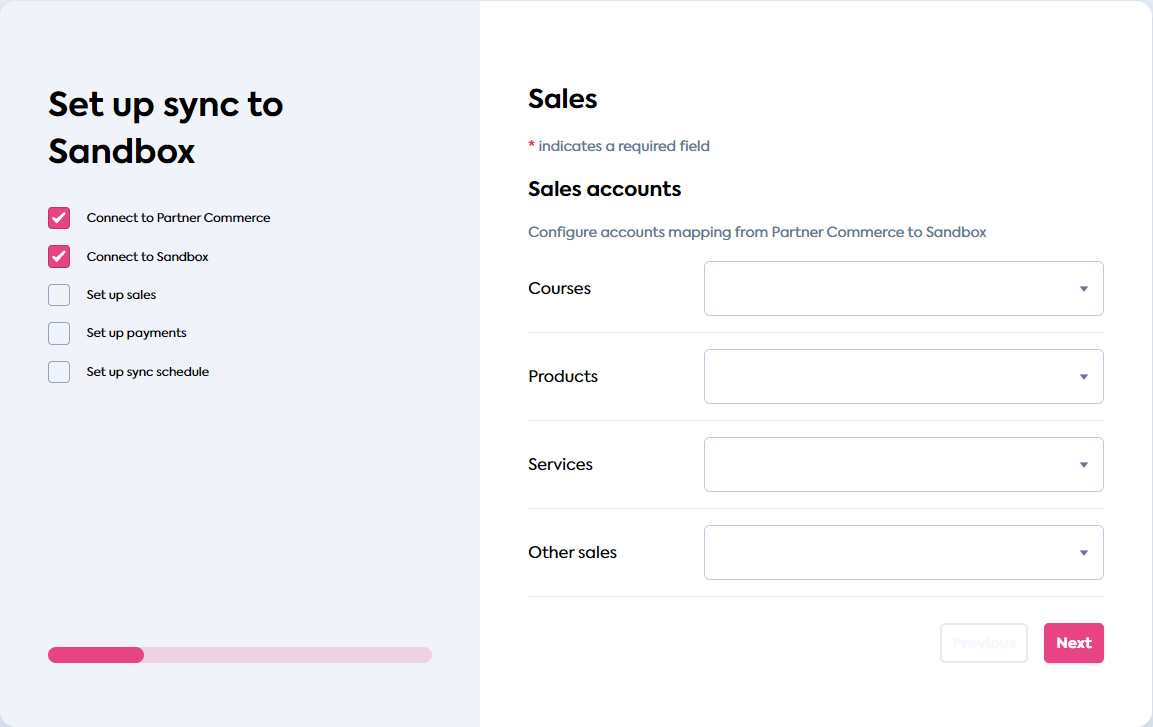 Set up sync to
Sandbox
Connect to Partner Commerce
Connect to Sandbox
Set up sales
Set up payments
Set up sync schedule
Sales
* indicates a required field
Sales accounts
Configure accounts mapping from Partner Commerce to Sandbox
Courses
Products
Services
Other sales
Previous
Next